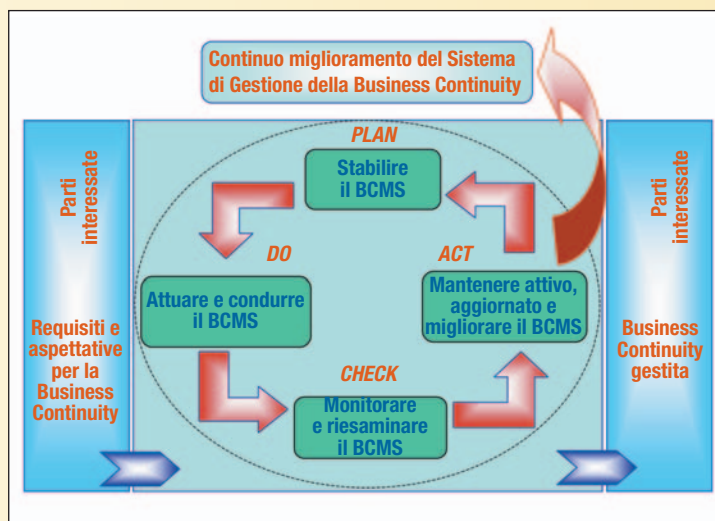 Continuo miglioramento del Sistema
di Gestione della Business Continuity
Parti
interessate
Requisiti e
aspettative
per la
Business
Continuity
PLAN
Stabilire
il BCMS
DO
Attuare e condurre
il BCMS
CHECK
Monitorare
e riesaminare
il BCMS
ACT
Mantenere attivo,
aggiornato e
migliorare il BCMS
Parti
interessate
Business
Continuity
gestita